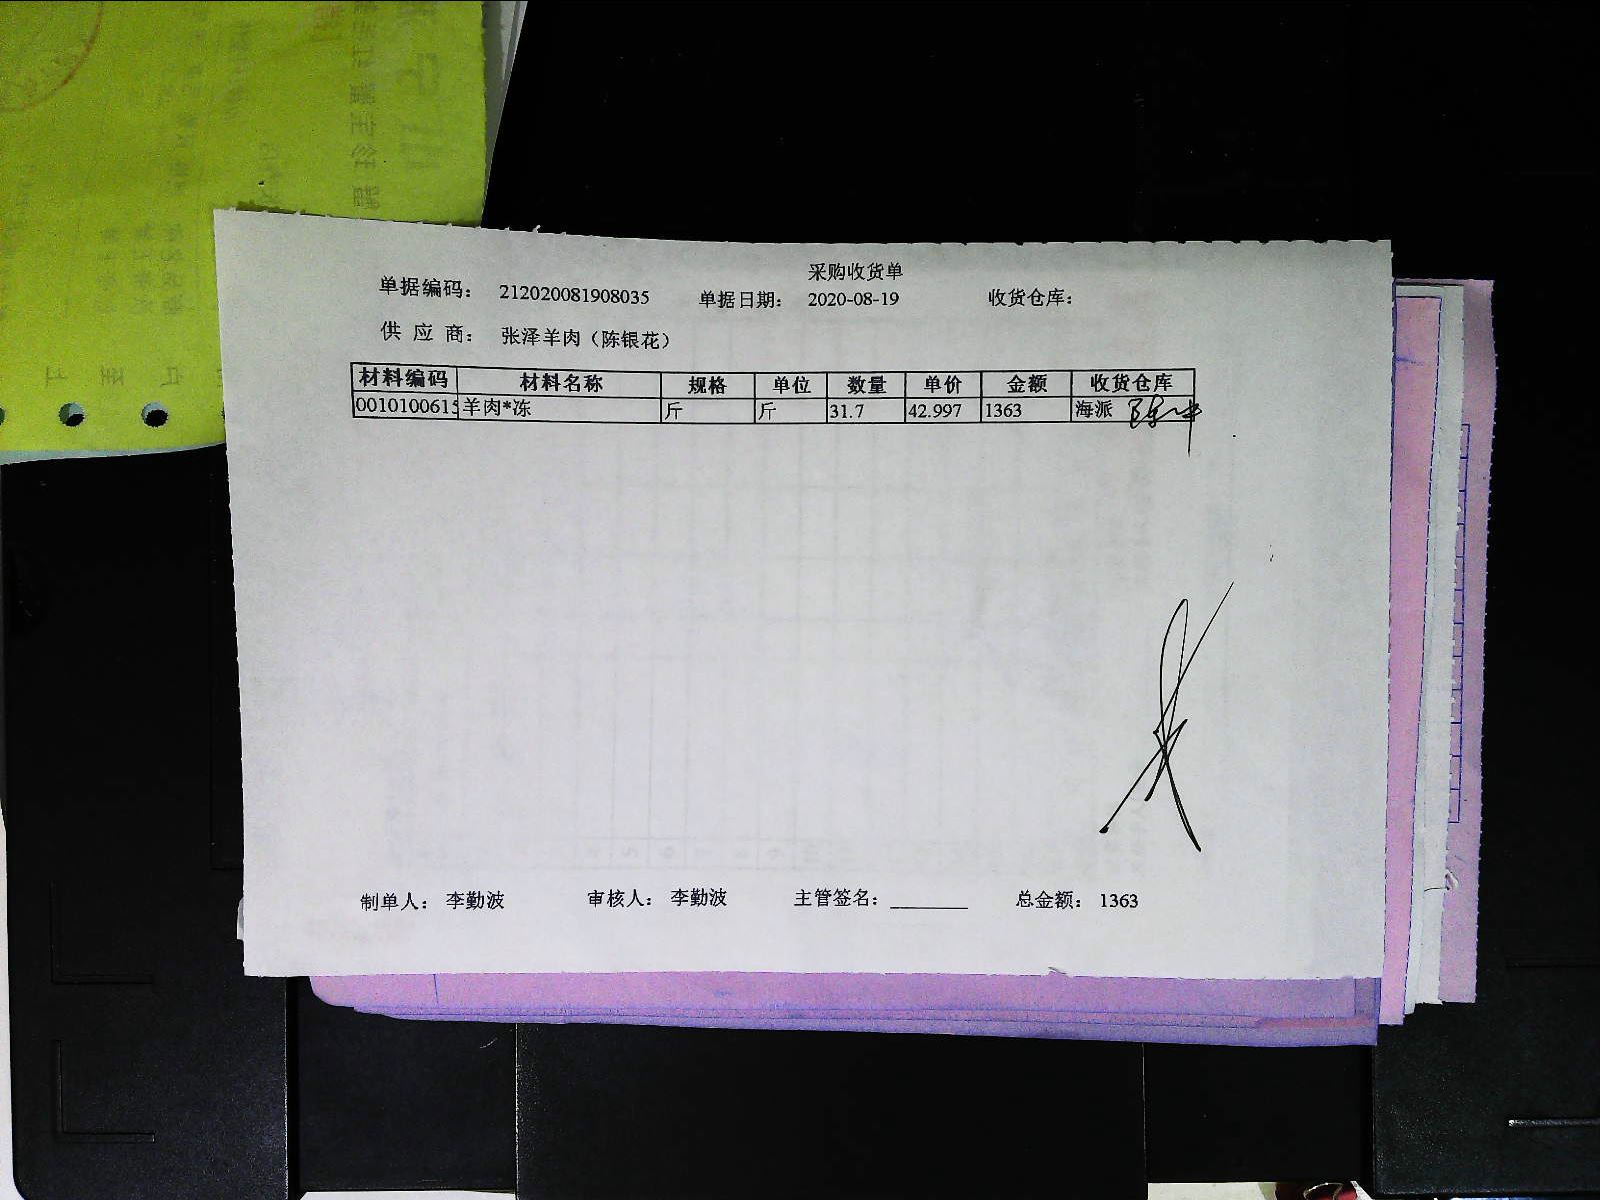 采购收货单
单据编码： 212020081908035 单据日期： 2020-08-19 收货仓库：
供 应 商： 张泽羊肉（陈银花）
材料编码 材料名称 规格 单位 数量 单价 金额 收货仓库
0010100615 羊肉*冻 斤 斤 31.7 42.997 1363 海派
制单人： 李勤波 审核人： 李勤波 主管签名：________ 总金额： 1363